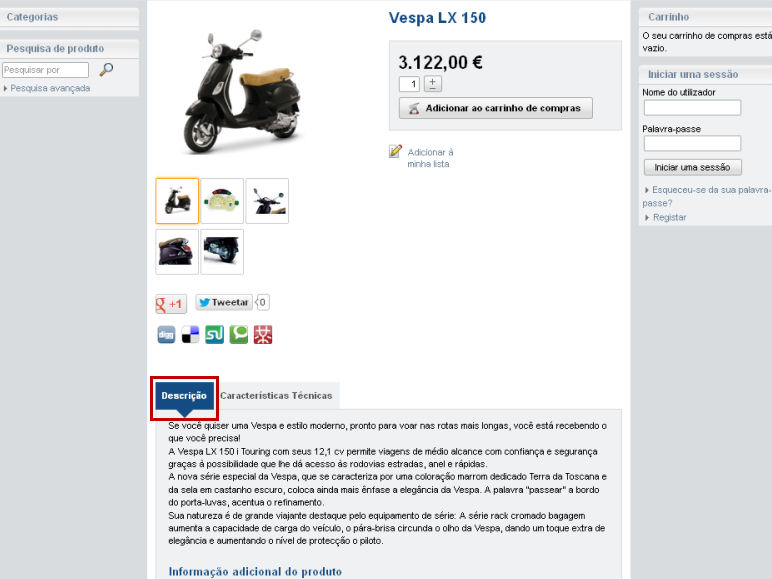 Categorias
Pesquisa de produto
Pesquisar por
Pesquisa avançada
Vespa LX 150
3.122,00 €
1
+
−
Adicionar ao carrinho de compras
Adicionar à
minha lista
g +1
Tweetar
0
digg
Descrição
Características Técnicas
Se você quiser uma Vespa e estilo moderno, pronto para voar nas rotas mais longas, você está recebendo o
que você precisa!
A Vespa LX 150 i Touring com seus 12,1 cv permite viagens de médio alcance com confiança e segurança
graças à possibilidade que lhe dá acesso às rodovias estradas, anel e rápidas.
A nova série especial da Vespa, que se caracteriza por uma coloração marrom dedicado Terra da Toscana e
da sela em castanho escuro, coloca ainda mais ênfase a elegância da Vespa. A palavra "passear" a bordo
do porta-luvas, acentua o refinamento.
Sua natureza é de grande viajante destaque pelo equipamento de série: A série rack cromado bagagem
aumenta a capacidade de carga do veículo, o pára-brisa circunda o olho da Vespa, dando um toque extra de
elegância e aumentando o nível de protecção o piloto.
Informação adicional do produto
Carrinho
O seu carrinho de compras está
vazio.
Iniciar uma sessão
Nome do utilizador
Palavra-passe
Iniciar uma sessão
Esqueceu-se da sua palavra-
passe?
Registar